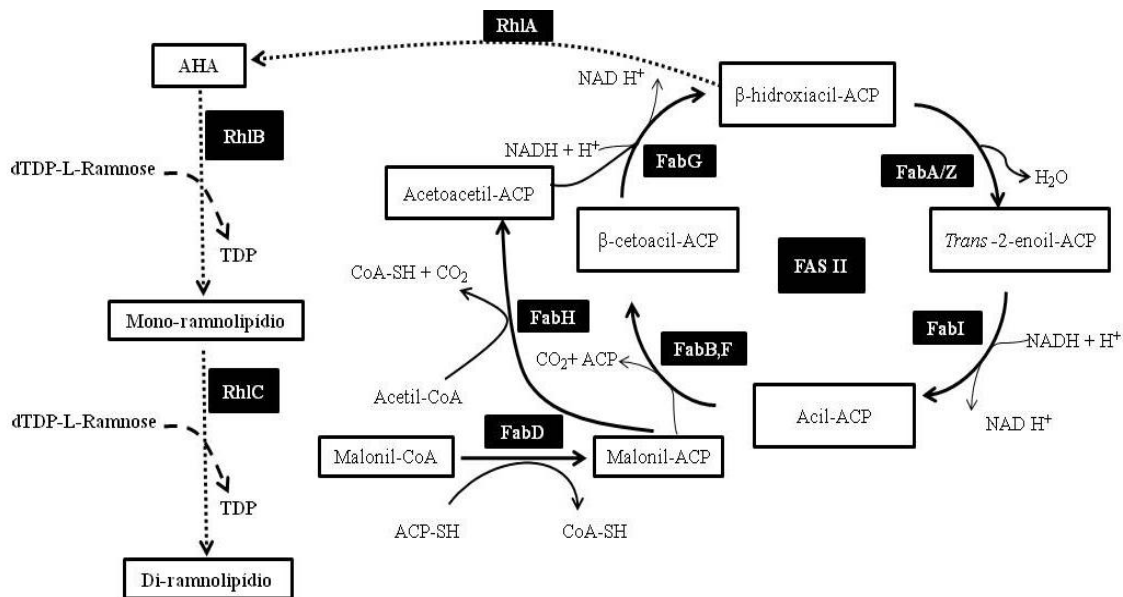 RhlA
AHA
NAD H⁺
β-hidroxiacil-ACP
RhlB
NADH + H⁺
FabG
FabA/Z
H₂O
dTDP-L-Ramnose
Acetoacetil-ACP
β-cetoacil-ACP
Trans -2-enoil-ACP
TDP
FAS II
CoA-SH + CO₂
Mono-ramnolipídio
FabH
FabB,F
FabI
NADH + H⁺
CO₂+ ACP
RhlC
Acetil-CoA
Acil-ACP
NAD H⁺
dTDP-L-Ramnose
FabD
Malonil-CoA
Malonil-ACP
TDP
ACP-SH
CoA-SH
Di-ramnolipídio